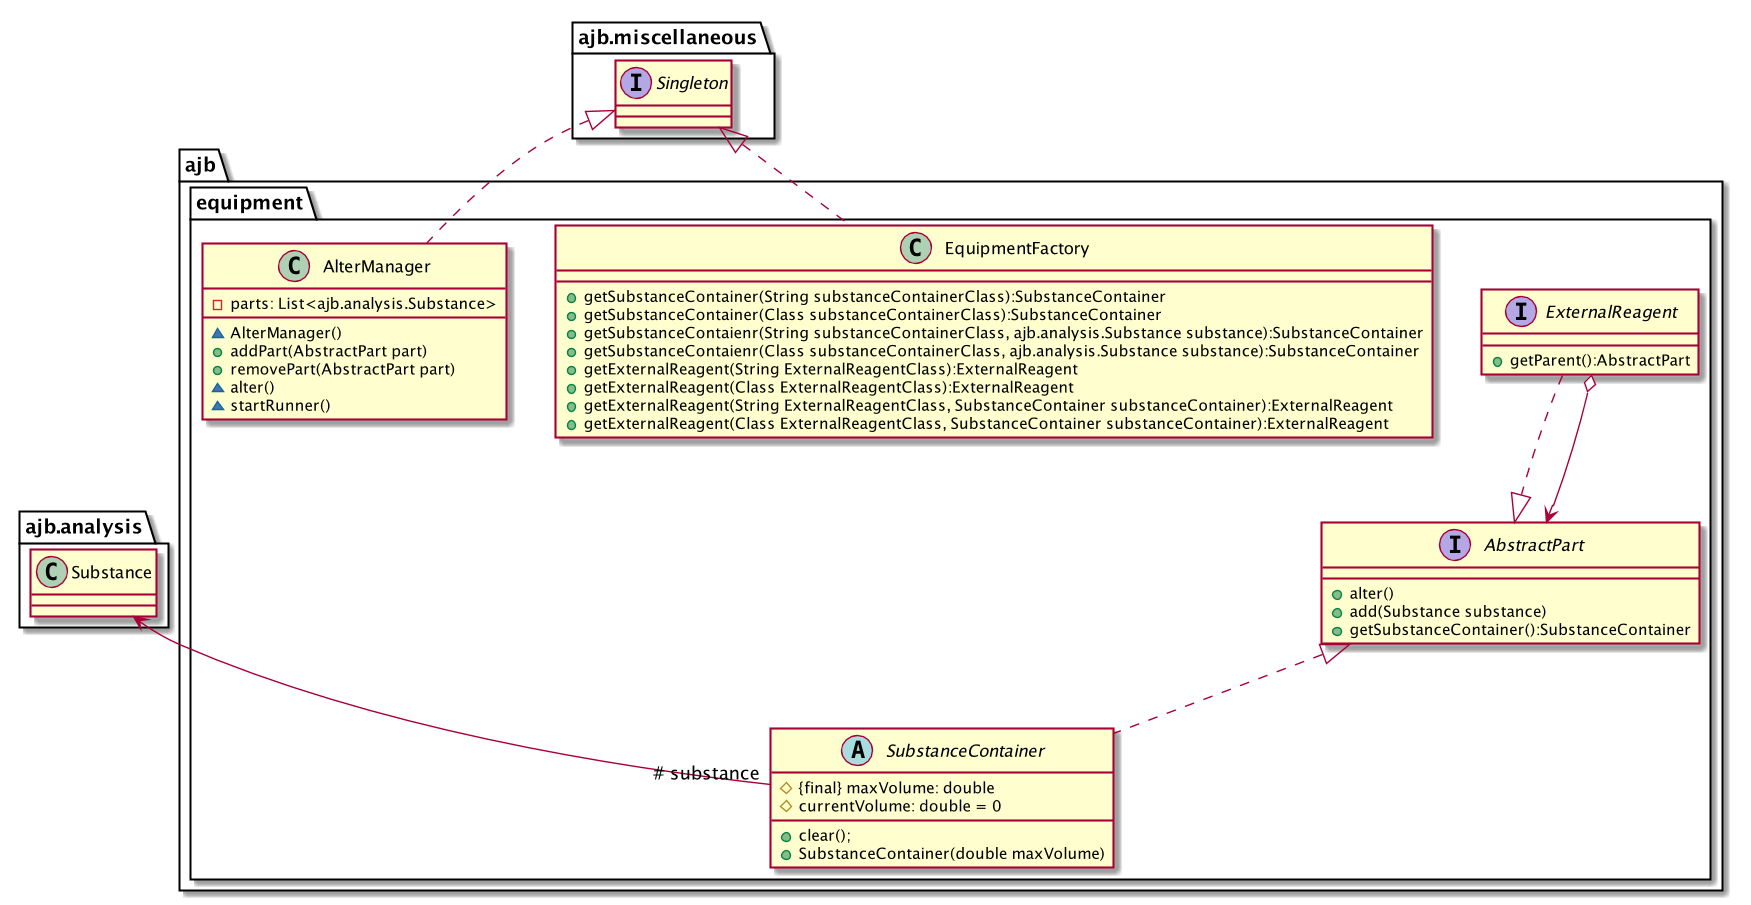 ajb.miscellaneous
I Singleton
ajb
equipment
C AlterManager
parts: List<ajb.analysis.Substance>
AlterManager()
addPart(AbstractPart part)
removePart(AbstractPart part)
alter()
startRunner()
C EquipmentFactory
getSubstanceContainer(String substanceContainerClass):SubstanceContainer
getSubstanceContainer(Class substanceContainerClass):SubstanceContainer
getSubstanceContaienr(String substanceContainerClass, ajb.analysis.Substance substance):SubstanceContainer
getSubstanceContaienr(Class substanceContainerClass, ajb.analysis.Substance substance):SubstanceContainer
getExternalReagent(String ExternalReagentClass):ExternalReagent
getExternalReagent(Class ExternalReagentClass):ExternalReagent
getExternalReagent(String ExternalReagentClass, SubstanceContainer substanceContainer):ExternalReagent
getExternalReagent(Class ExternalReagentClass, SubstanceContainer substanceContainer):ExternalReagent
I ExternalReagent
getParent():AbstractPart
ajb.analysis
C Substance
I AbstractPart
alter()
add(Substance substance)
getSubstanceContainer():SubstanceContainer
# substance
A SubstanceContainer
{final} maxVolume: double
currentVolume: double = 0
clear();
SubstanceContainer(double maxVolume)